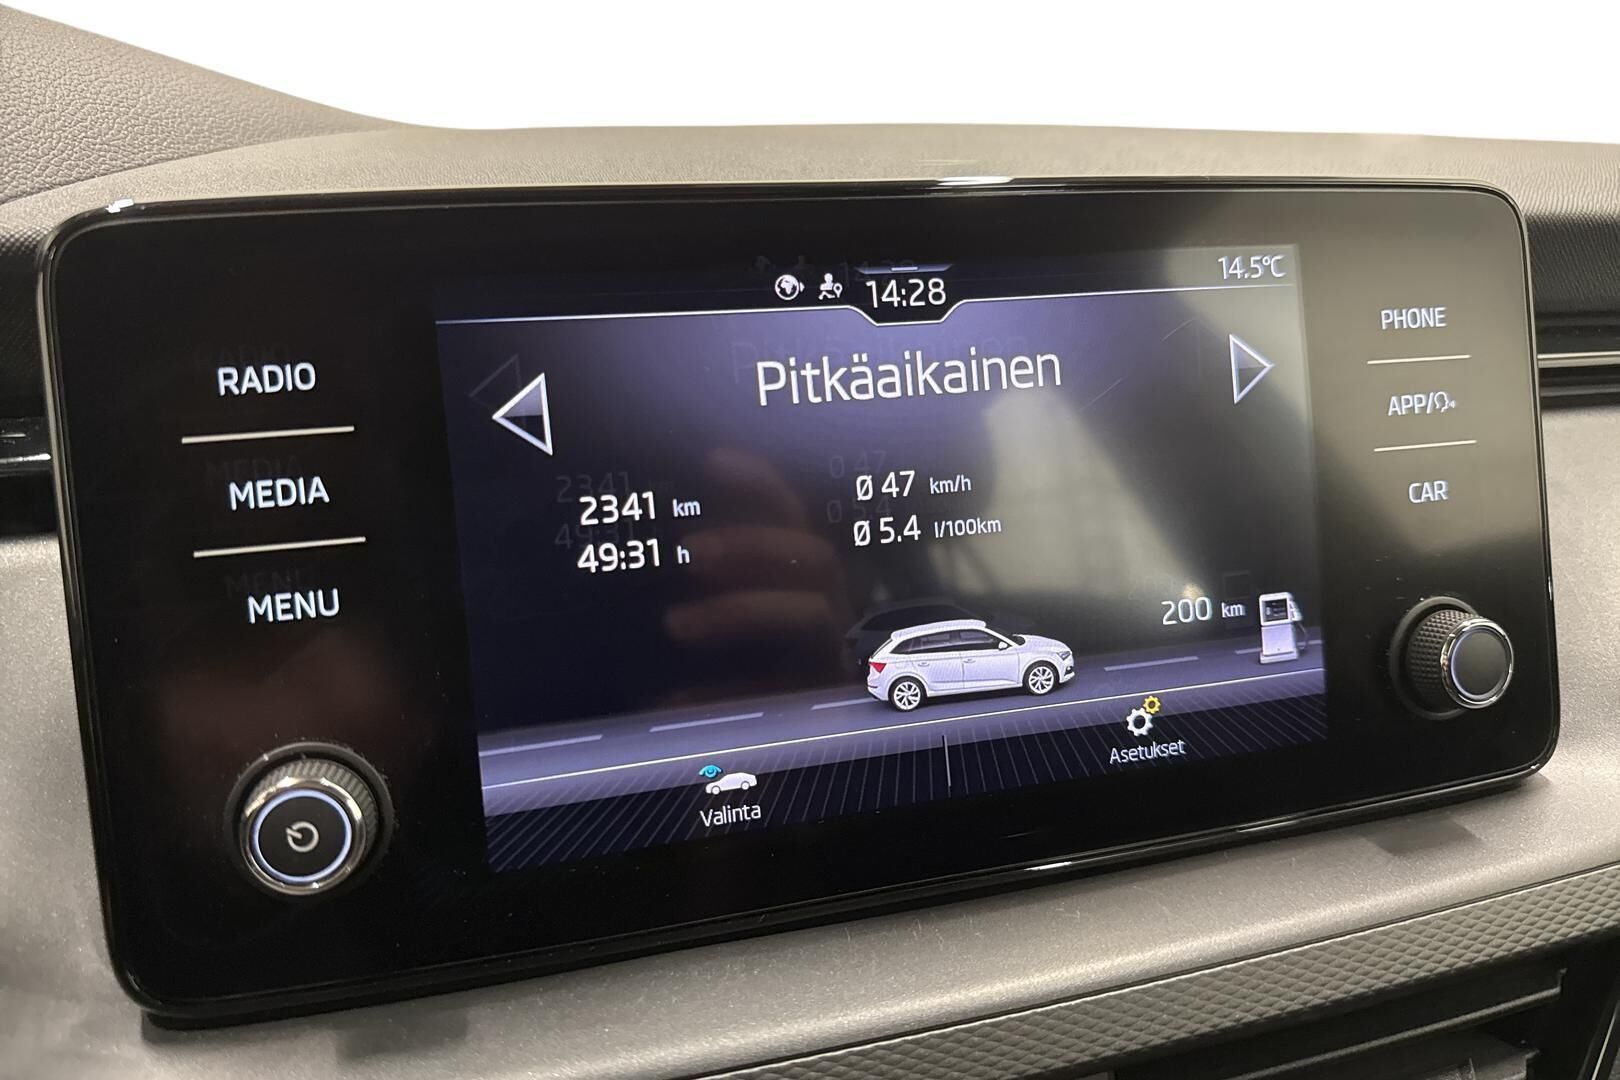 14:28
14.5°C
Pitkäaikainen
2341 km
49:31 h
Ø 47 km/h
Ø 5.4 l/100km
200 km
Valinta
Asetukset
RADIO
MEDIA
MENU
PHONE
APP/
CAR